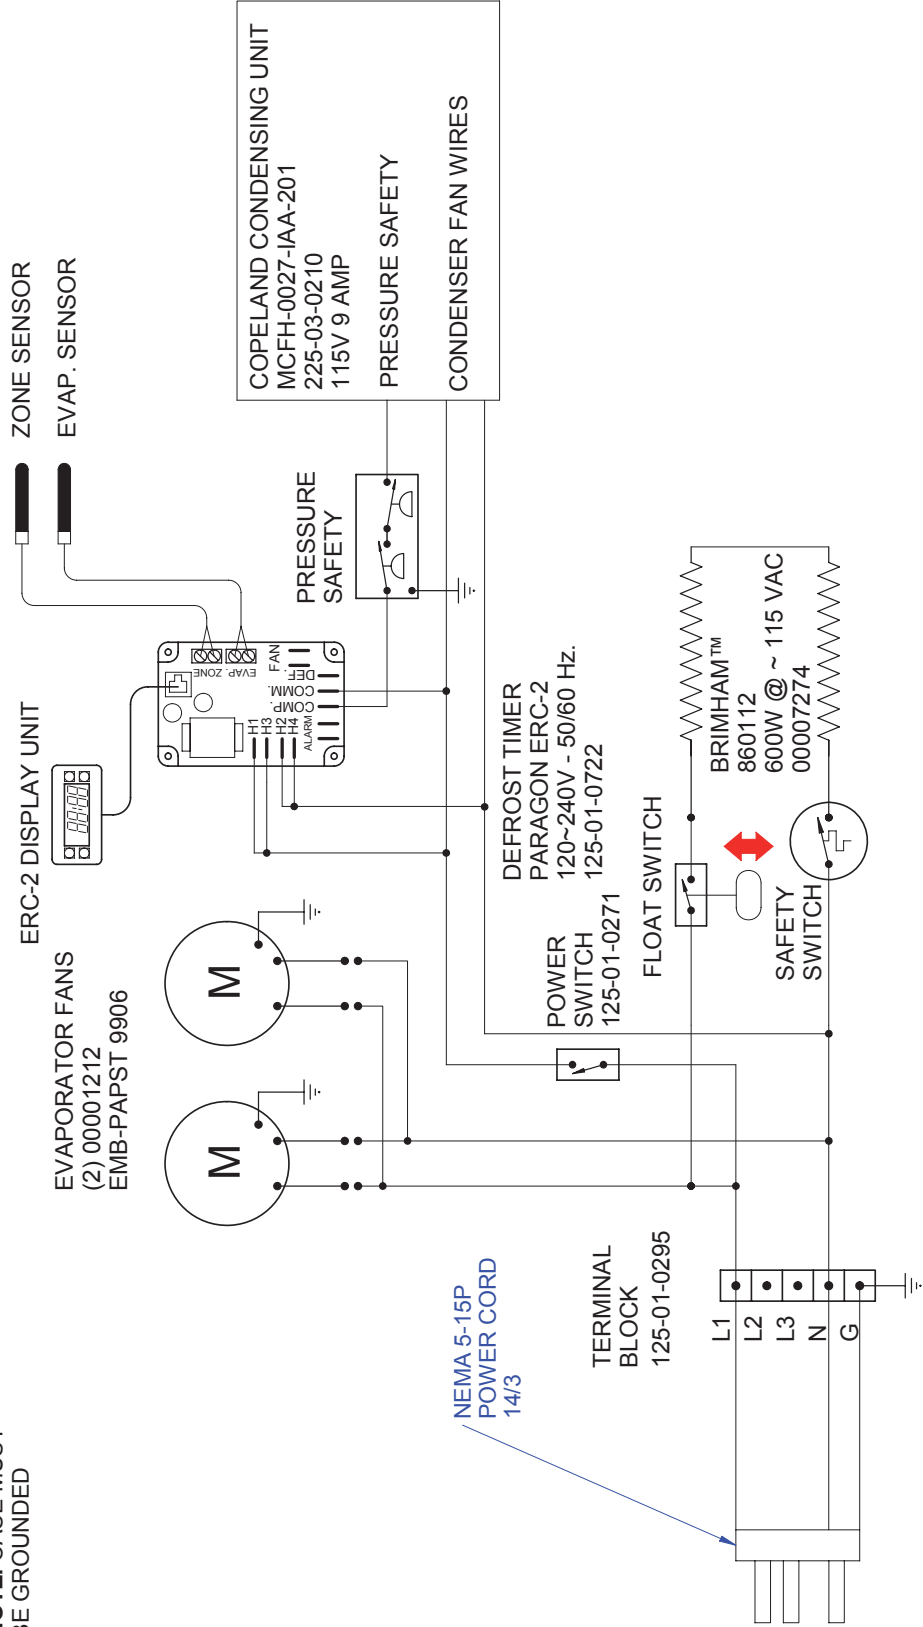 BE GROUNDED
EVAPORATOR FANS
(2) 00001212
EMB-PAPST 9906
M
M
ERC-2 DISPLAY UNIT
88:88
ZONE SENSOR
EVAP. SENSOR
ZONE
EVAP.
FAN
DEF.
COMM.
COMP.
ALARM
H1
H3
H2
H4
COPELAND CONDENSING UNIT
MCFH-0027-IAA-201
225-03-0210
115V 9 AMP
PRESSURE SAFETY
CONDENSER FAN WIRES
PRESSURE
SAFETY
DEFROST TIMER
PARAGON ERC-2
120~240V - 50/60 Hz.
125-01-0722
POWER
SWITCH
125-01-0271
FLOAT SWITCH
BRIMHAM™
860112
600W @ ~ 115 VAC
00007274
SAFETY
SWITCH
NEMA 5-15P
POWER CORD
14/3
TERMINAL
BLOCK
125-01-0295
L1
L2
L3
N
G